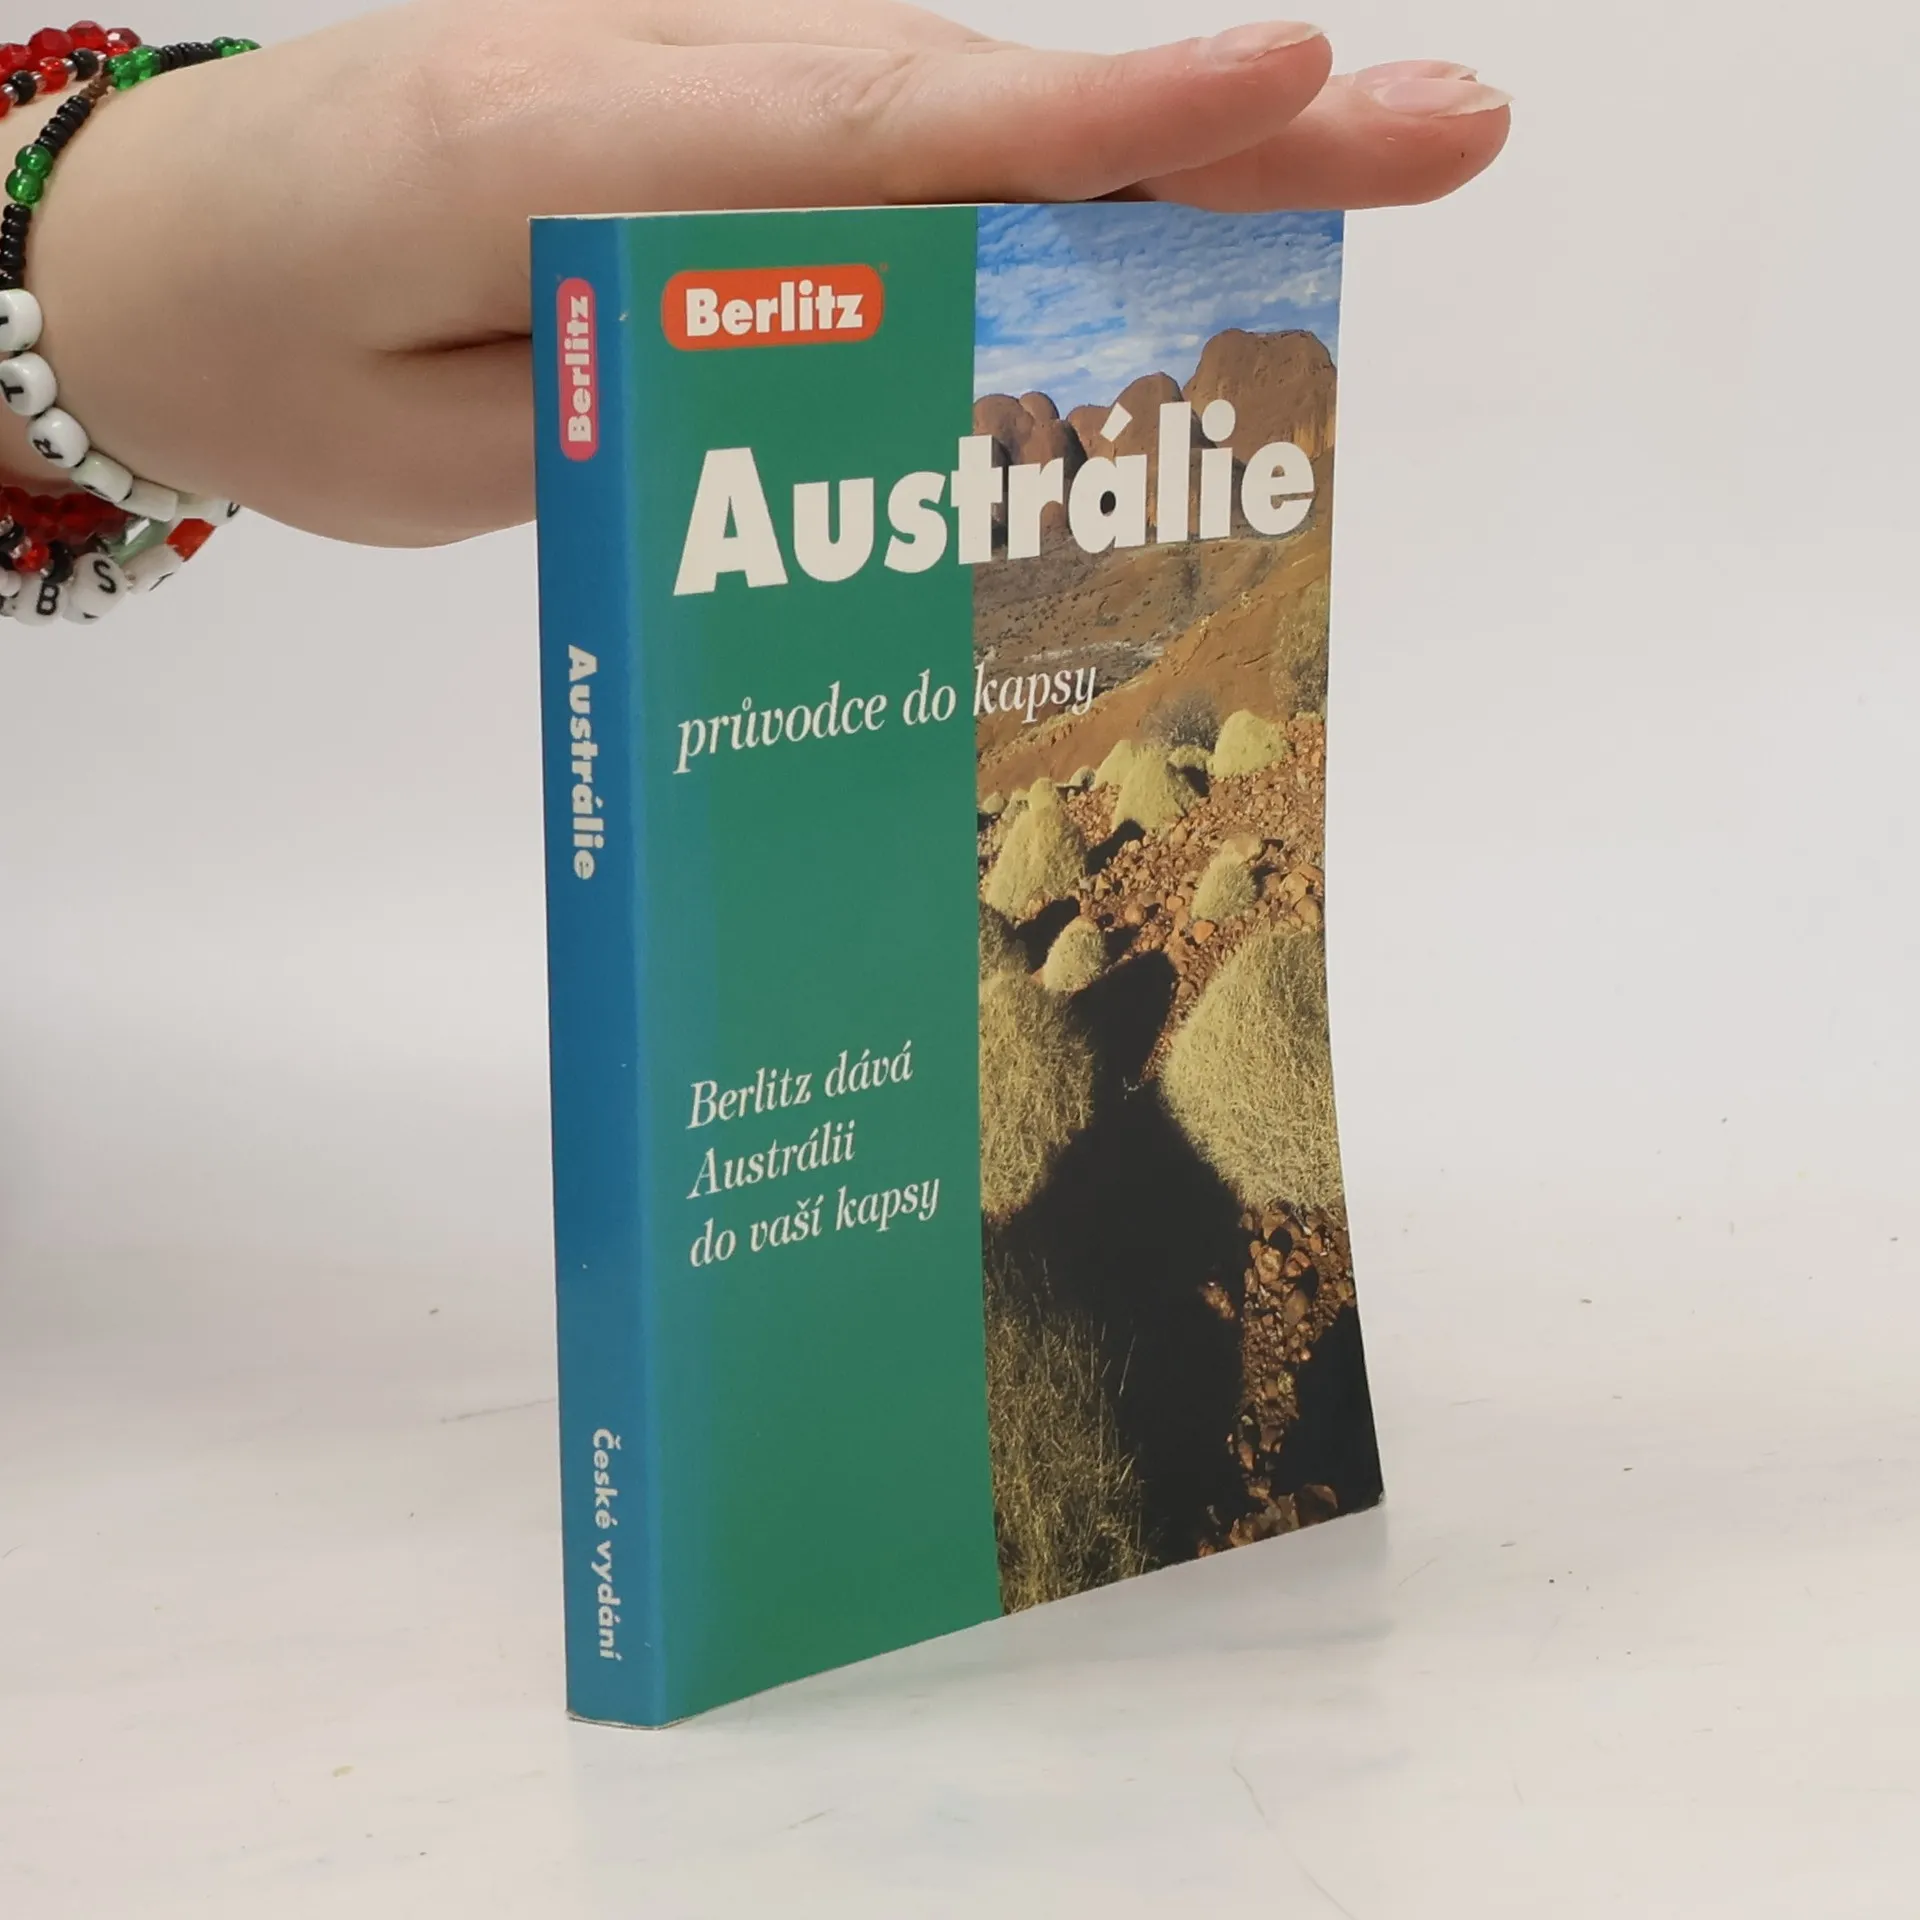 Berlitz
Austrálie
průvodce do kapsy
Berlitz dává
Austrálii
do vaší kapsy
Berlitz
Austrálie
České vydání
B S